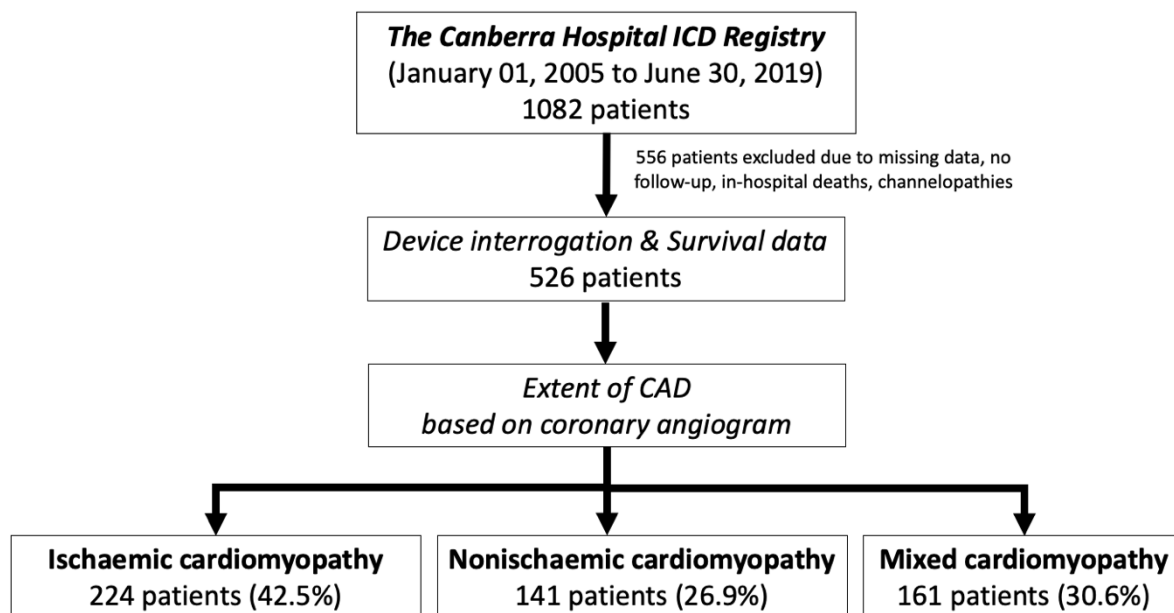 The Canberra Hospital ICD Registry
(January 01, 2005 to June 30, 2019)
1082 patients
556 patients excluded due to missing data, no
follow-up, in-hospital deaths, channelopathies
Device interrogation & Survival data
526 patients
Extent of CAD
based on coronary angiogram
Ischaemic cardiomyopathy
224 patients (42.5%)
Nonischaemic cardiomyopathy
141 patients (26.9%)
Mixed cardiomyopathy
161 patients (30.6%)